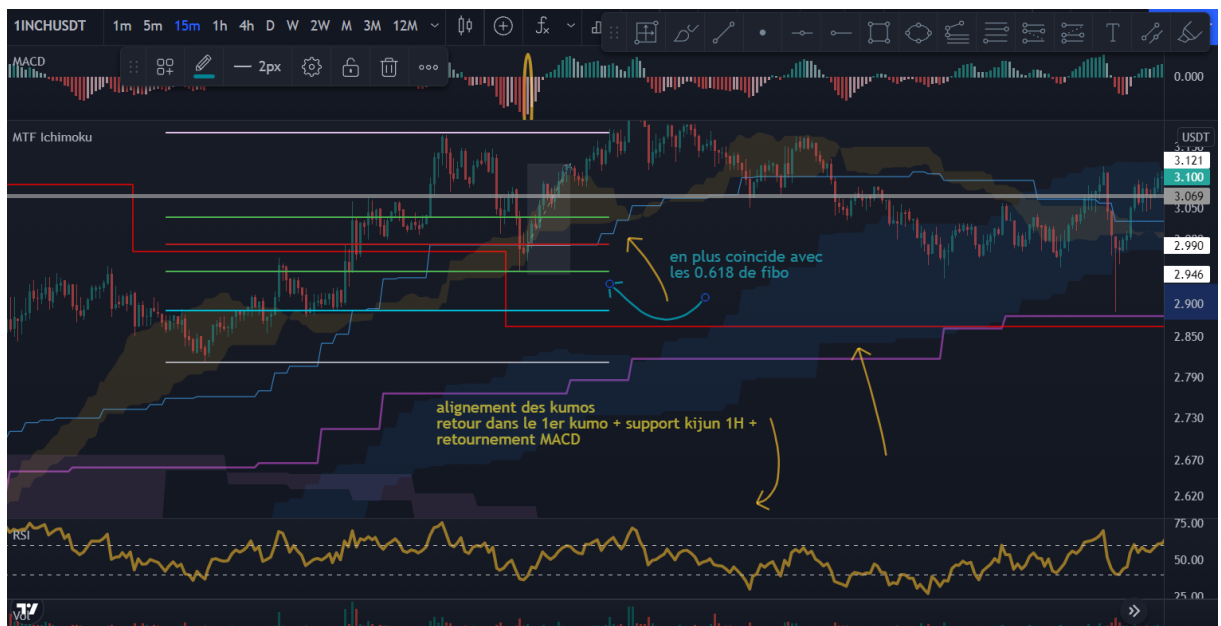 1INCHUSDT 1m 5m 15m 1h 4h D W 2W M 3M 12M
MACD
2px
0.000
MTF Ichimoku
USDT
3.150
3.121
3.100
3.069
3.050
2.990
2.946
2.900
2.850
2.790
2.730
2.670
2.620
en plus coincide avec
les 0.618 de fibo
alignement des kumos
retour dans le 1er kumo + support kijun 1H +
retournement MACD
RSI
75.00
50.00
25.00
Vol